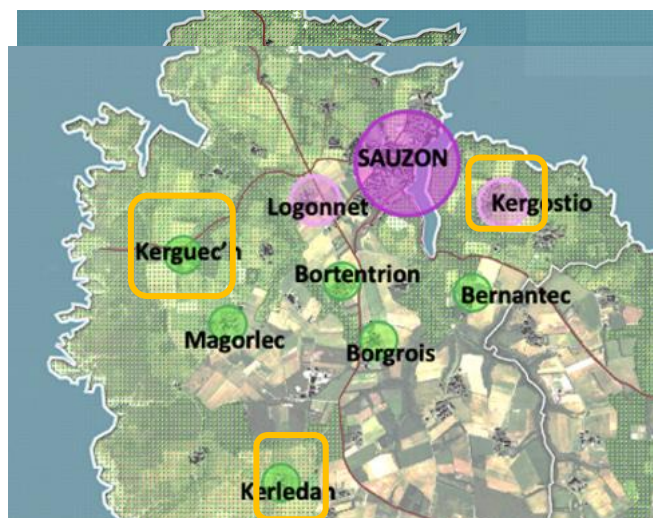 SAUZON
Logonnet
Kergostio
Kerguec'h
Bortentrion
Bernantec
Magorlec
Borgrois
Kerledan